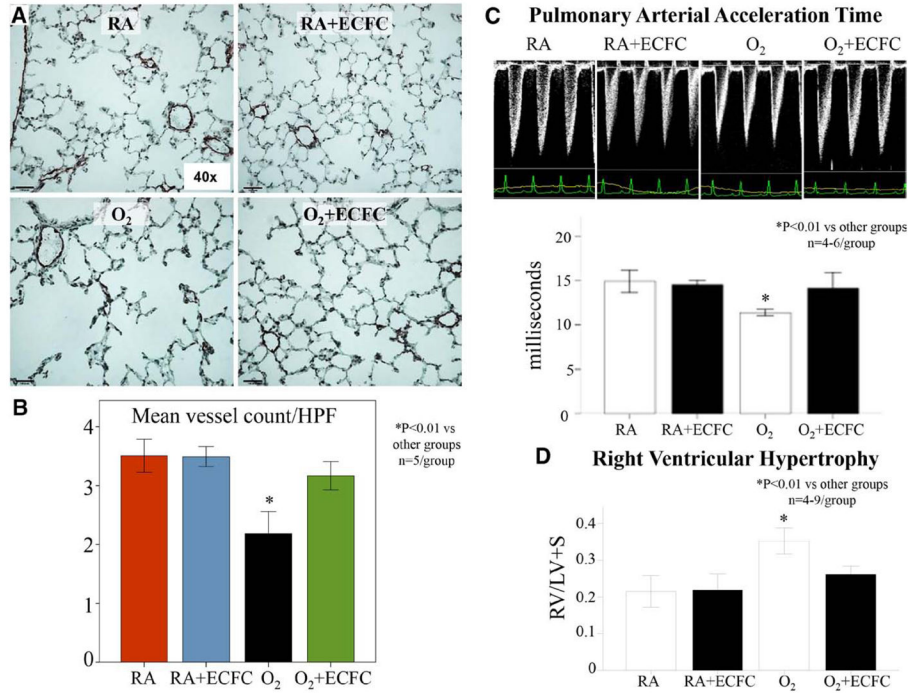 A
RA
RA+ECFC
40x
O₂
O₂+ECFC
B
Mean vessel count/HPF
*P<0.01 vs
other groups
n=5/group
4
3
2
1
0
*
RA
RA+ECFC
O₂
O₂+ECFC
C
Pulmonary Arterial Acceleration Time
RA
RA+ECFC
O₂
O₂+ECFC
*P<0.01 vs other groups
n=4-6/group
milliseconds
20
15
10
5
0
*
RA
RA+ECFC
O₂
O₂+ECFC
D
Right Ventricular Hypertrophy
*P<0.01 vs other groups
n=4-9/group
RV/LV+S
0.4
0.3
0.2
0.1
0
*
RA
RA+ECFC
O₂
O₂+ECFC